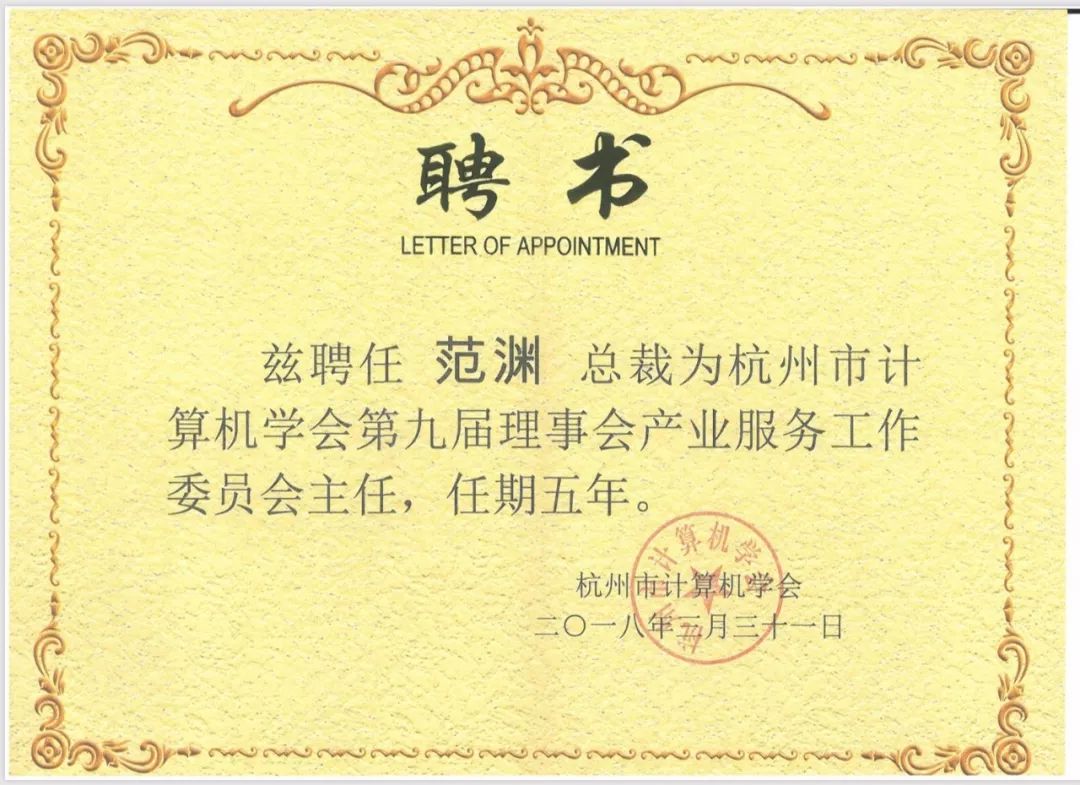 聘 书
LETTER OF APPOINTMENT
兹聘任 范渊 总裁为杭州市计
算机学会第九届理事会产业服务工作
委员会主任，任期五年。
杭州市计算机学会
二〇一八年三月三十一日
杭州市计算机学会